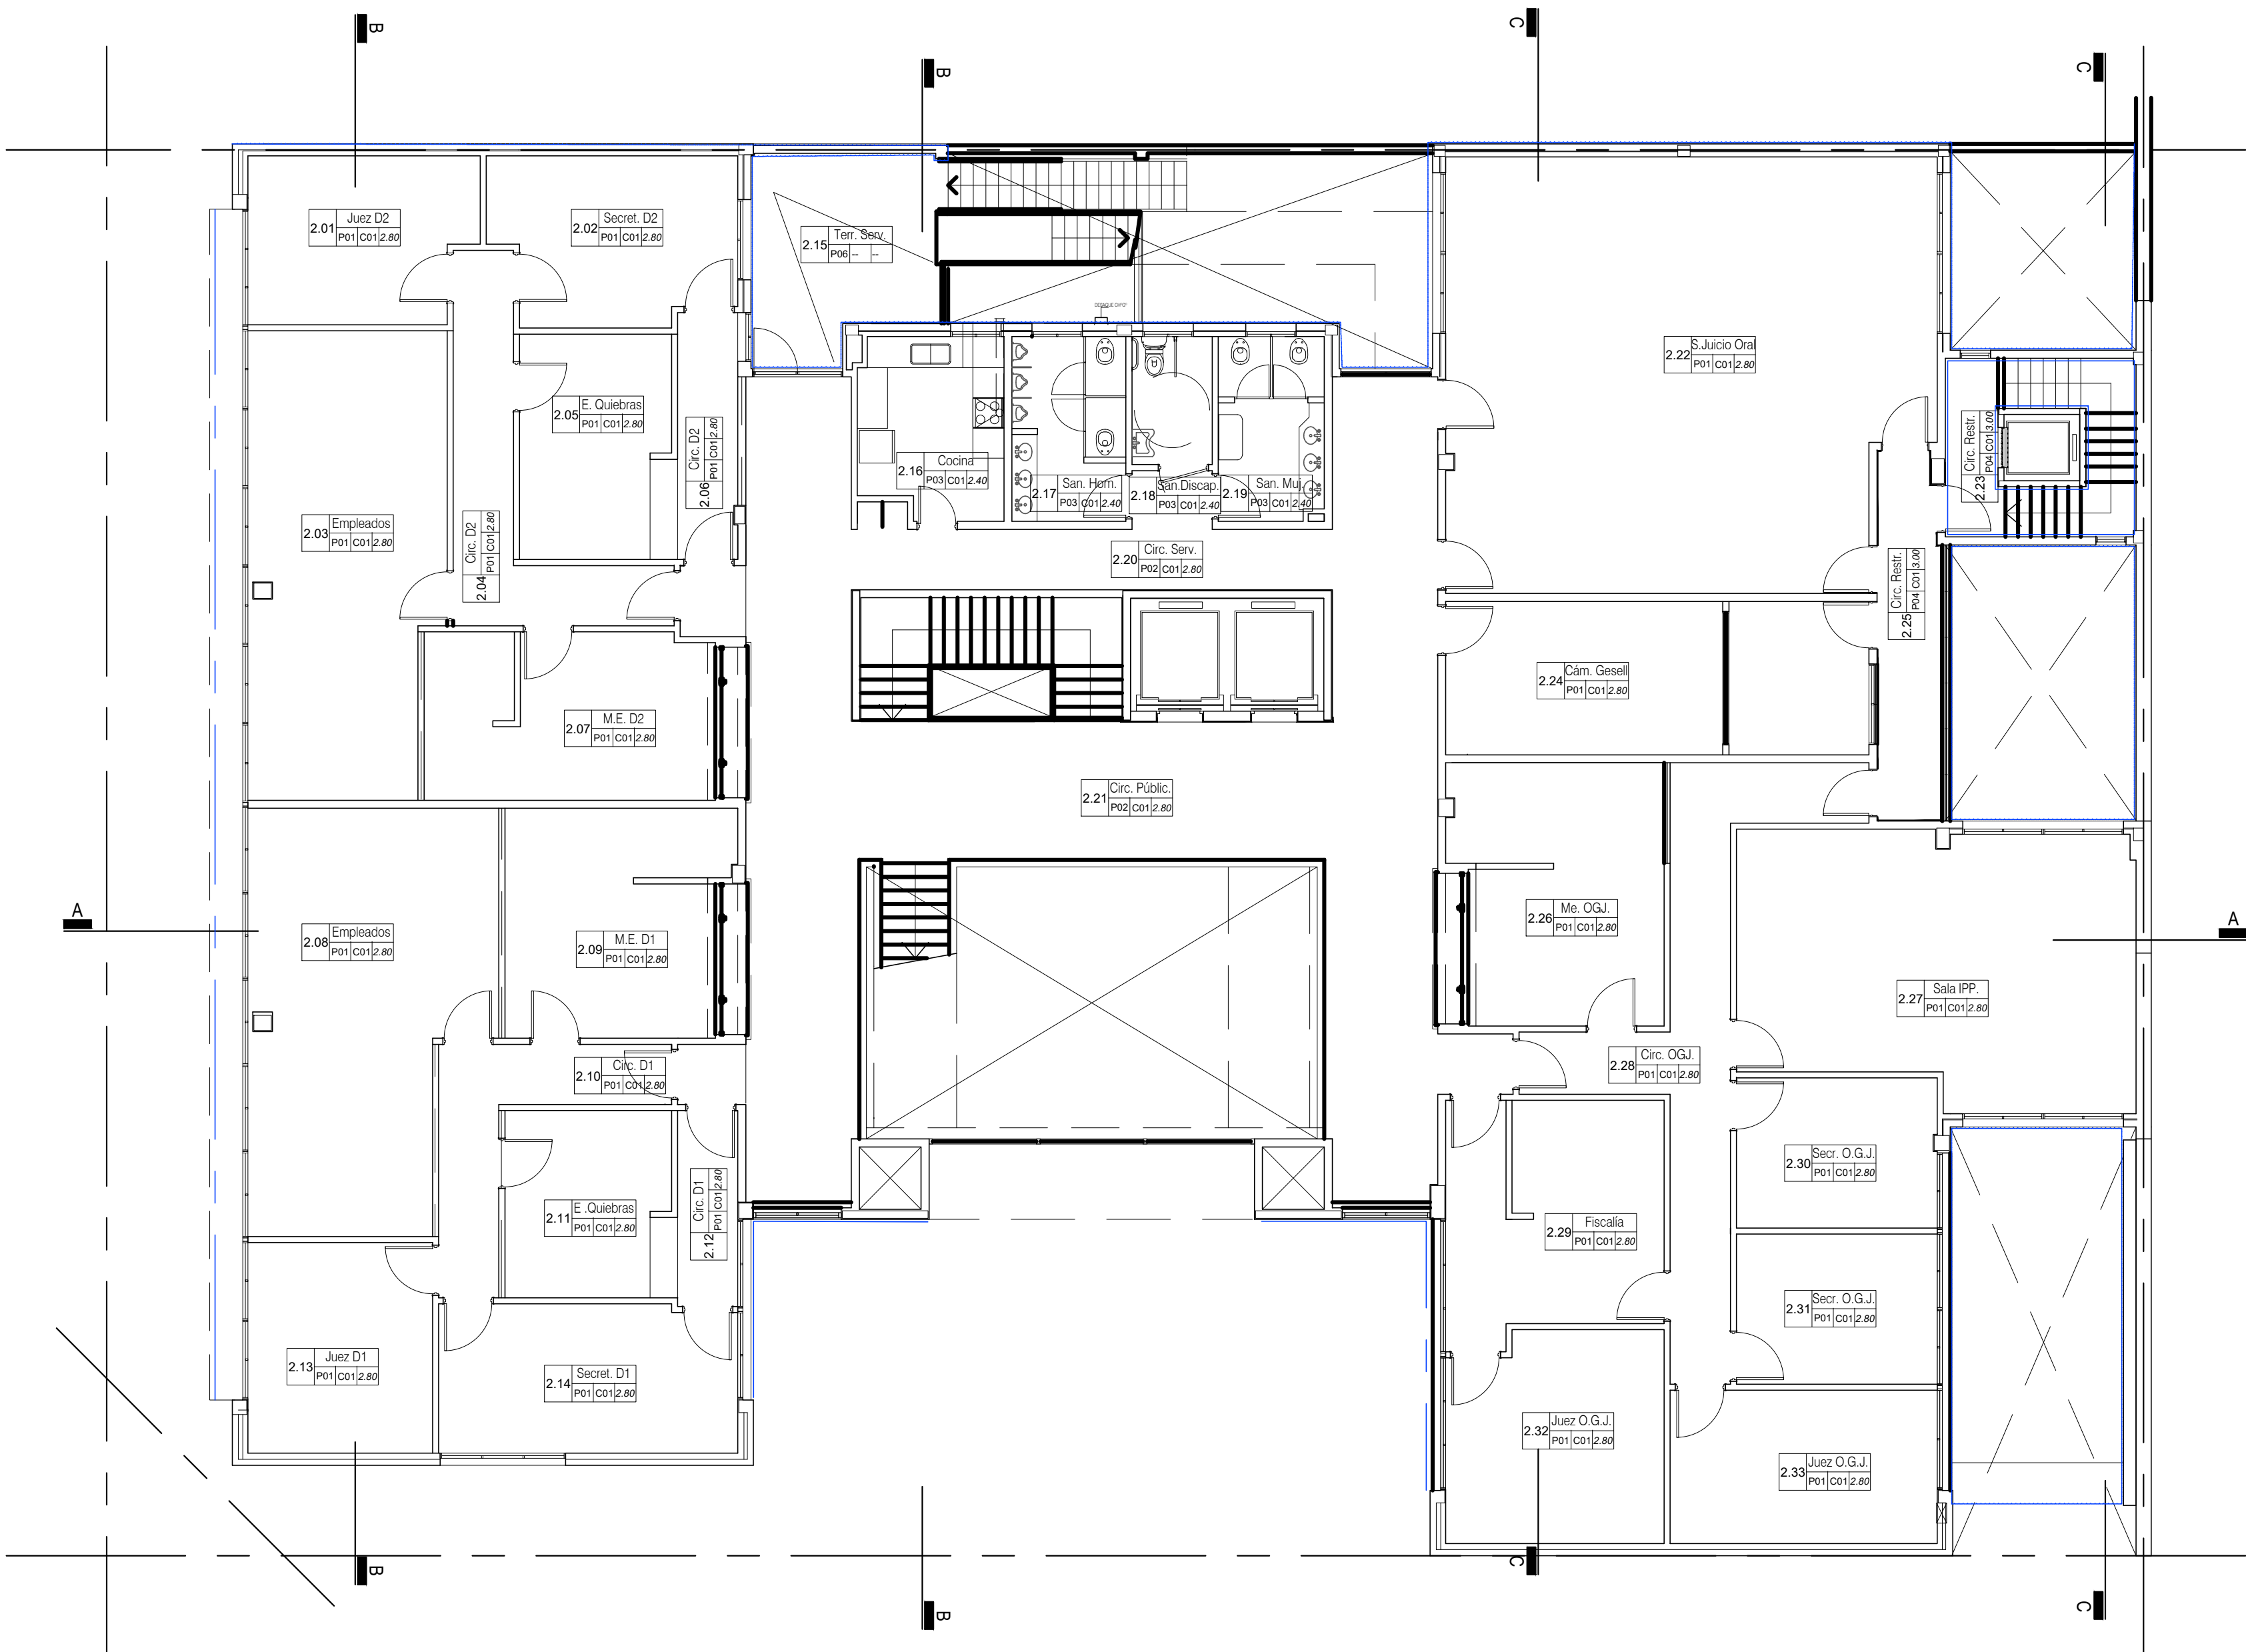 B
B
C
C
2.01 Juez D2
P01 C01 2.80
2.02 Secret. D2
P01 C01 2.80
2.15 Terr. Serv.
P06 -- --
2.22 S.Juicio Oral
P01 C01 2.80
2.05 E. Quiebras
P01 C01 2.80
2.06 Circ. D2
P01 C01 2.80
2.16 Cocina
P03 C01 2.40
2.17 San. Hom.
P03 C01 2.40
2.18 San.Discap.
P03 C01 2.40
2.19 San. Muj.
P03 C01 2.40
2.23 Circ. Restr.
P04 C01 3.00
2.03 Empleados
P01 C01 2.80
2.04 Circ. D2
P01 C01 2.80
2.20 Circ. Serv.
P02 C01 2.80
2.25 Circ. Restr.
P04 C01 3.00
2.24 Cám. Gesell
P01 C01 2.80
2.07 M.E. D2
P01 C01 2.80
2.21 Circ. Públic.
P02 C01 2.80
A
2.08 Empleados
P01 C01 2.80
2.09 M.E. D1
P01 C01 2.80
2.26 Me. OGJ.
P01 C01 2.80
A
2.27 Sala IPP.
P01 C01 2.80
2.10 Circ. D1
P01 C01 2.80
2.28 Circ. OGJ.
P01 C01 2.80
2.30 Secr. O.G.J.
P01 C01 2.80
2.11 E .Quiebras
P01 C01 2.80
2.12 Circ. D1
P01 C01 2.80
2.29 Fiscalía
P01 C01 2.80
2.31 Secr. O.G.J.
P01 C01 2.80
2.13 Juez D1
P01 C01 2.80
2.14 Secret. D1
P01 C01 2.80
2.32 Juez O.G.J.
P01 C01 2.80
2.33 Juez O.G.J.
P01 C01 2.80
B
B
C
C